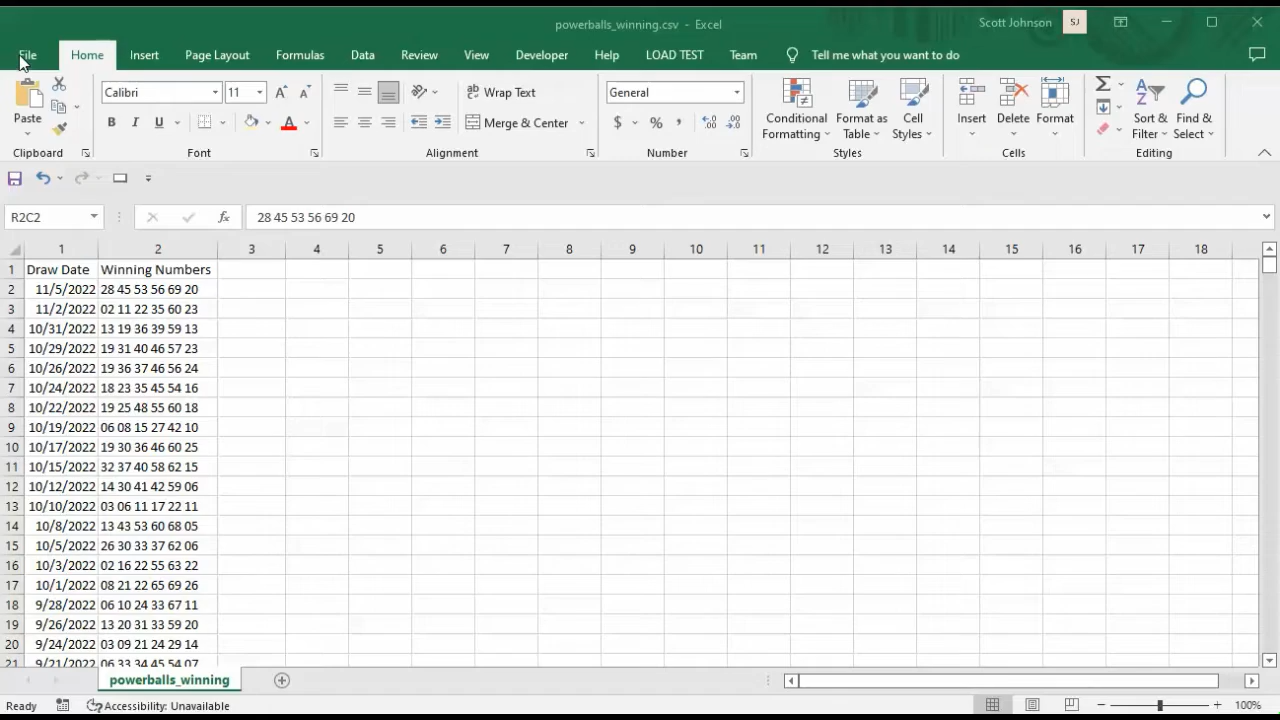 powerballs_winning.csv - Excel
Scott Johnson SJ
File Home Insert Page Layout Formulas Data Review View Developer Help LOAD TEST Team Tell me what you want to do
Paste
Clipboard
Calibri 11
B I U A
Font
Wrap Text
Merge & Center
Alignment
General
$ % ,
Number
Conditional Formatting
Format as Table
Cell Styles
Styles
Insert Delete Format
Cells
Sort & Filter
Find & Select
Editing
R2C2 fx 28 45 53 56 69 20
1 2 3 4 5 6 7 8 9 10 11 12 13 14 15 16 17 18
1 Draw Date Winning Numbers
2 11/5/2022 28 45 53 56 69 20
3 11/2/2022 02 11 22 35 60 23
4 10/31/2022 13 19 36 39 59 13
5 10/29/2022 19 31 40 46 57 23
6 10/26/2022 19 36 37 46 56 24
7 10/24/2022 18 23 35 45 54 16
8 10/22/2022 19 25 48 55 60 18
9 10/19/2022 06 08 15 27 42 10
10 10/17/2022 19 30 36 46 60 25
11 10/15/2022 32 37 40 58 62 15
12 10/12/2022 14 30 41 42 59 06
13 10/10/2022 03 06 11 17 22 11
14 10/8/2022 13 43 53 60 68 05
15 10/5/2022 26 30 33 37 62 06
16 10/3/2022 02 16 22 55 63 22
17 10/1/2022 08 21 22 65 69 26
18 9/28/2022 06 10 24 33 67 11
19 9/26/2022 13 20 31 33 59 20
20 9/24/2022 03 09 21 24 29 14
21 9/21/2022 06 33 34 45 54 07
powerballs_winning
Ready Accessibility: Unavailable 100%